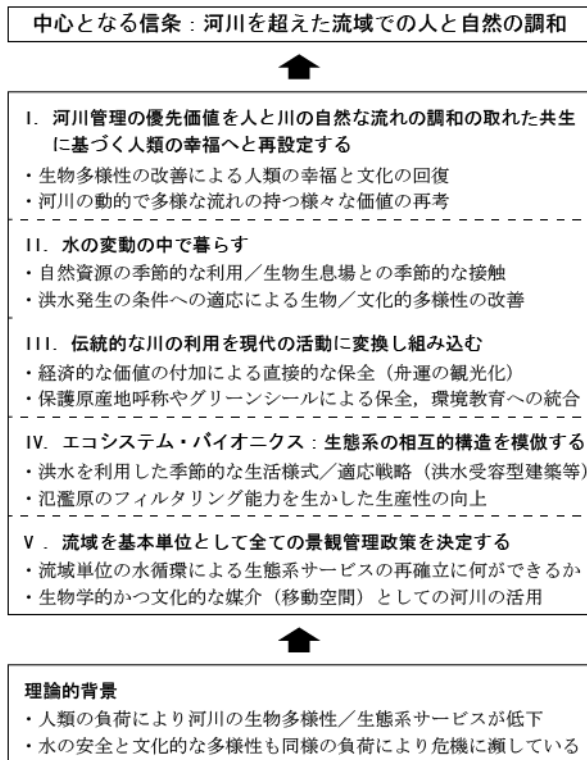 中心となる信条：河川を超えた流域での人と自然の調和
I. 河川管理の優先価値を人と川の自然な流れの調和の取れた共生
に基づく人類の幸福へと再設定する
・生物多様性の改善による人類の幸福と文化の回復
・河川の動的で多様な流れの持つ様々な価値の再考
II. 水の変動の中で暮らす
・自然資源の季節的な利用／生物生息場との季節的な接触
・洪水発生の条件への適応による生物／文化的多様性の改善
III. 伝統的な川の利用を現代の活動に変換し組み込む
・経済的な価値の付加による直接的な保全（舟運の観光化）
・保護原産地呼称やグリーンシールによる保全，環境教育への統合
IV. エコシステム・バイオニクス：生態系の相互的構造を模倣する
・洪水を利用した季節的な生活様式／適応戦略（洪水受容型建築等）
・氾濫原のフィルタリング能力を生かした生産性の向上
V. 流域を基本単位として全ての景観管理政策を決定する
・流域単位の水循環による生態系サービスの再確立に何ができるか
・生物学的かつ文化的な媒介（移動空間）としての河川の活用
理論的背景
・人類の負荷により河川の生物多様性／生態系サービスが低下
・水の安全と文化的な多様性も同様の負荷により危機に瀕している